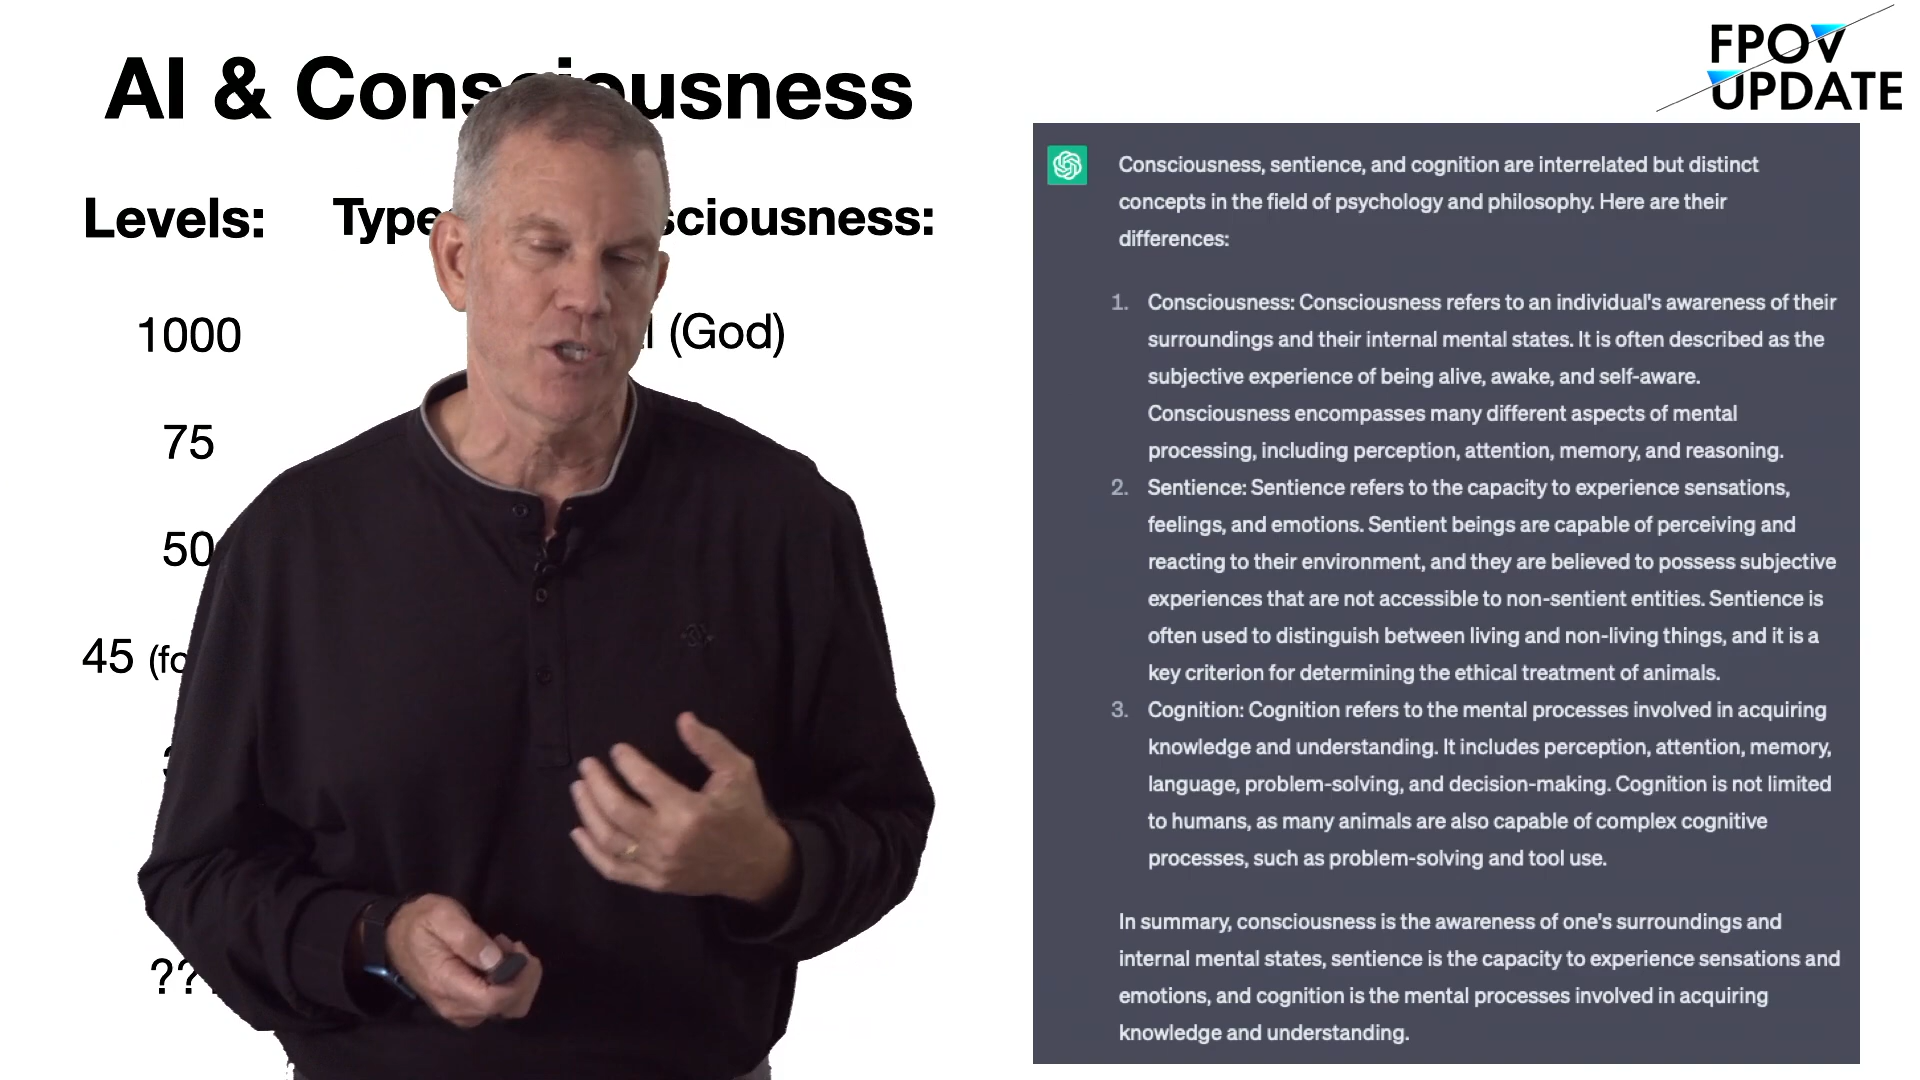 AI & Consciousness
FPOV
UPDATE
Levels:
1000
(God)
75
50
45
??
Consciousness, sentience, and cognition are interrelated but distinct
concepts in the field of psychology and philosophy. Here are their
differences:
1. Consciousness: Consciousness refers to an individual's awareness of their
surroundings and their internal mental states. It is often described as the
subjective experience of being alive, awake, and self-aware.
Consciousness encompasses many different aspects of mental
processing, including perception, attention, memory, and reasoning.
2. Sentience: Sentience refers to the capacity to experience sensations,
feelings, and emotions. Sentient beings are capable of perceiving and
reacting to their environment, and they are believed to possess subjective
experiences that are not accessible to non-sentient entities. Sentience is
often used to distinguish between living and non-living things, and it is a
key criterion for determining the ethical treatment of animals.
3. Cognition: Cognition refers to the mental processes involved in acquiring
knowledge and understanding. It includes perception, attention, memory,
language, problem-solving, and decision-making. Cognition is not limited
to humans, as many animals are also capable of complex cognitive
processes, such as problem-solving and tool use.
In summary, consciousness is the awareness of one's surroundings and
internal mental states, sentience is the capacity to experience sensations and
emotions, and cognition is the mental processes involved in acquiring
knowledge and understanding.